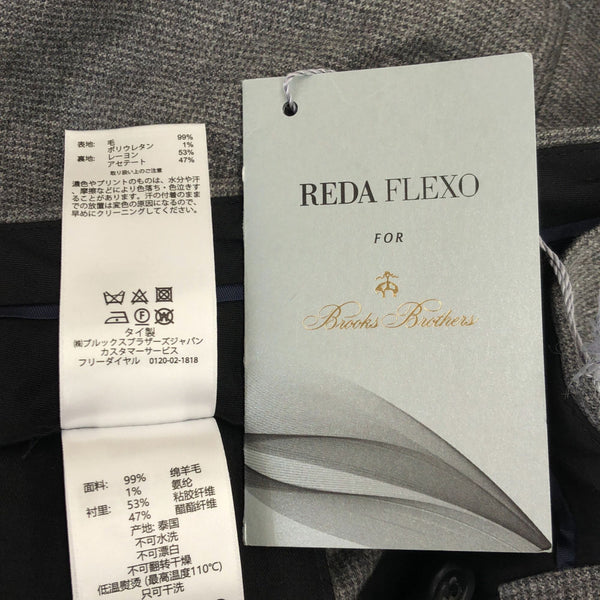 表地: 毛 99%
ポリウレタン 1%
裏地: レーヨン 53%
アセテート 47%
取り扱い上のご注意
濃色やプリントのものは、水分や汗
、摩擦などにより色落ち・色泣きす
ることがあります。汗の付着のまま
での放置は変色の原因になるので、
早めにクリーニングしてください。
タイ製
㈱ブルックスブラザーズジャパン
カスタマーサービス
フリーダイヤル 0120-02-1818
面料: 99% 绵羊毛
1% 氨纶
衬里: 53% 粘胶纤维
47% 醋酯纤维
产地: 泰国
不可水洗
不可漂白
不可翻转干燥
低温熨烫 (最高温度110℃)
只可干洗
REDA FLEXO
FOR
Brooks Brothers